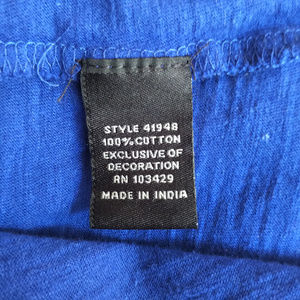 STYLE 41948
100% COTTON
EXCLUSIVE OF
DECORATION
RN 103429
MADE IN INDIA